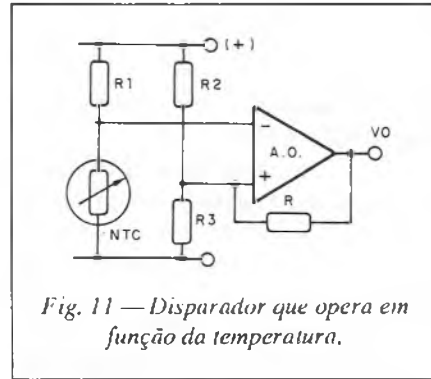 (+)
R1
R2
-
A.O.
VO
+
R
R3
NTC
Fig. 11 — Disparador que opera em
função da temperatura.